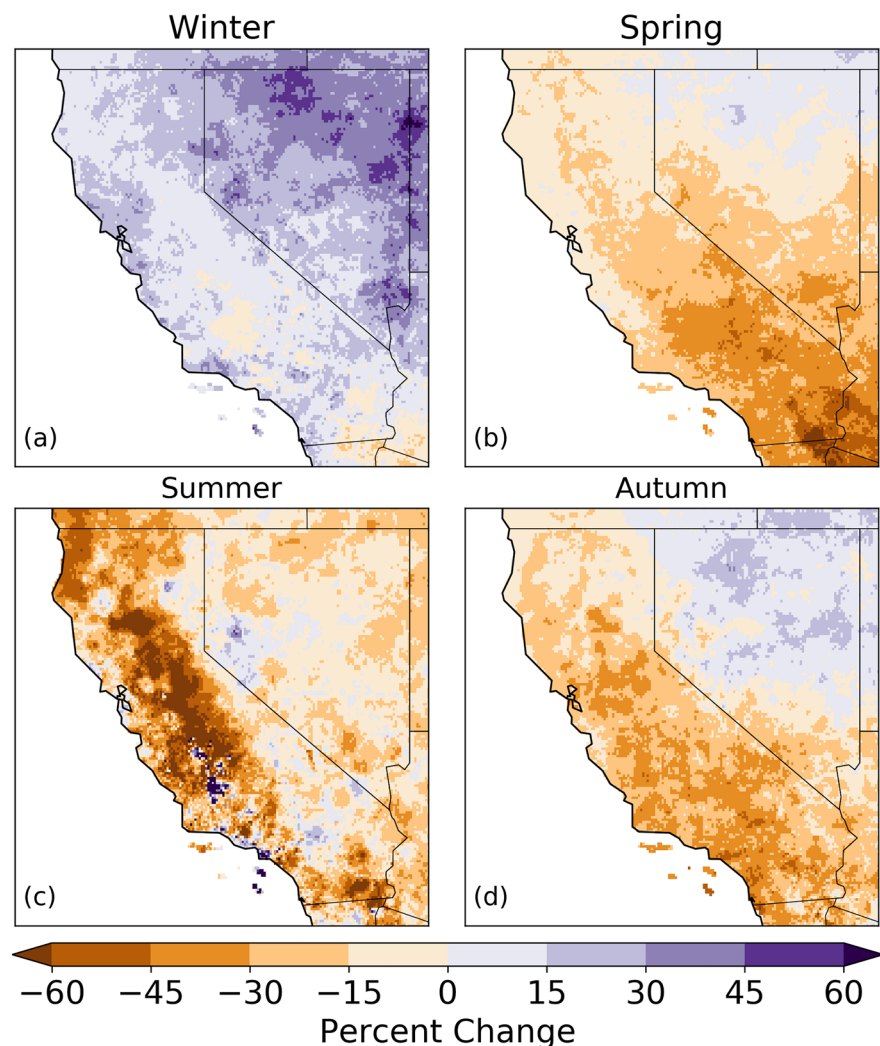 Winter
Spring
(a)
(b)
Summer
Autumn
(c)
(d)
−60 −45 −30 −15 0 15 30 45 60
Percent Change